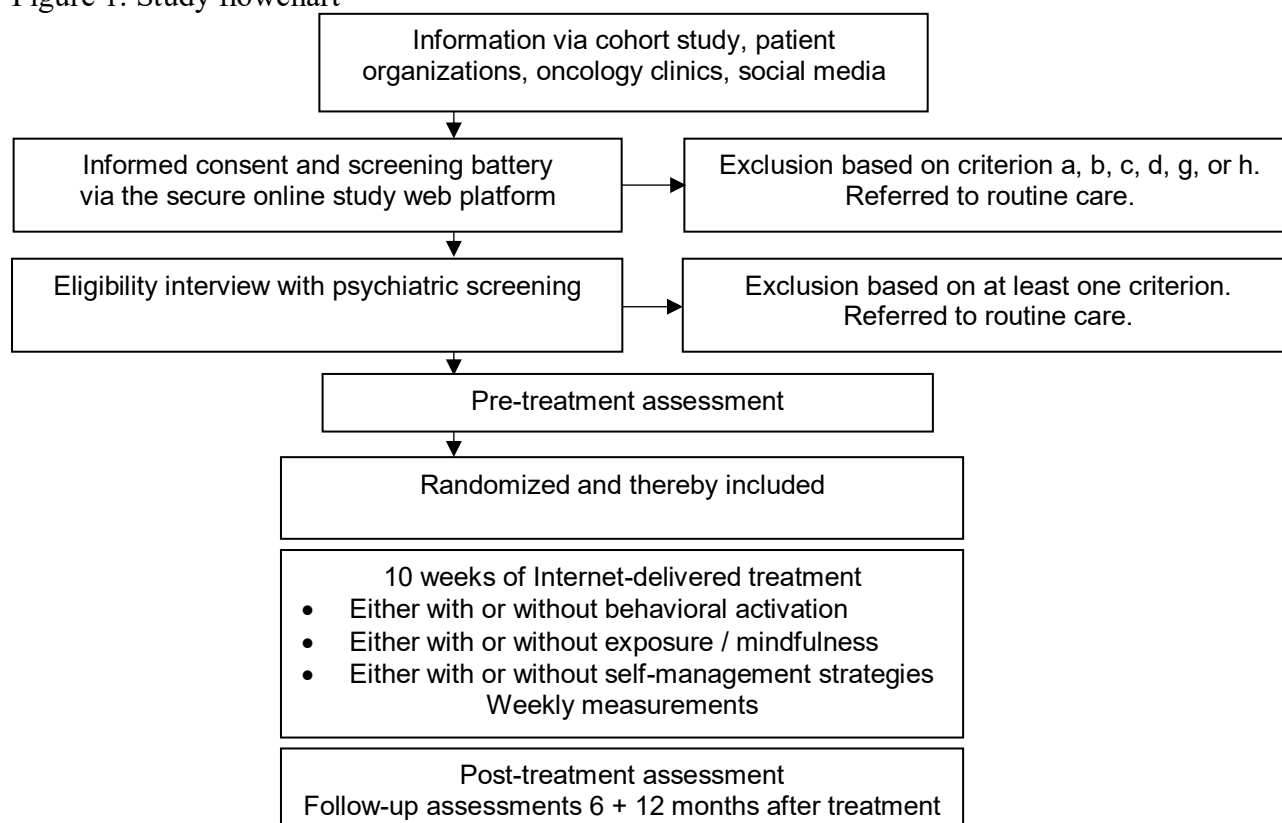 Figure 1. Study flowchart
Information via cohort study, patient
organizations, oncology clinics, social media
Informed consent and screening battery
via the secure online study web platform
Exclusion based on criterion a, b, c, d, g, or h.
Referred to routine care.
Eligibility interview with psychiatric screening
Exclusion based on at least one criterion.
Referred to routine care.
Pre-treatment assessment
Randomized and thereby included
10 weeks of Internet-delivered treatment
• Either with or without behavioral activation
• Either with or without exposure / mindfulness
• Either with or without self-management strategies
Weekly measurements
Post-treatment assessment
Follow-up assessments 6 + 12 months after treatment